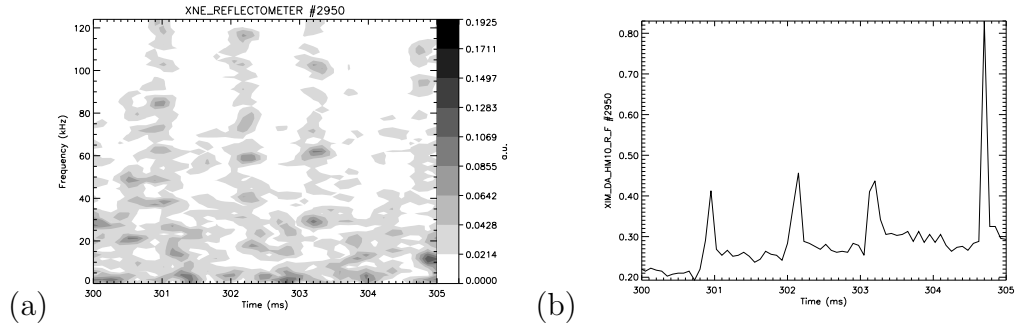 XNE_REFLECTOMETER #2950
120
100
80
60
40
20
0
Frequency (kHz)
300 301 302 303 304 305
Time (ms)
0.1925
0.1711
0.1497
0.1283
0.1069
0.0855
0.0642
0.0428
0.0214
0.0000
a.u.
(a)
0.80
0.60
0.50
0.40
0.30
0.20
XIM_DA_HM10_R_F #2950
300 301 302 303 304 305
Time (ms)
(b)